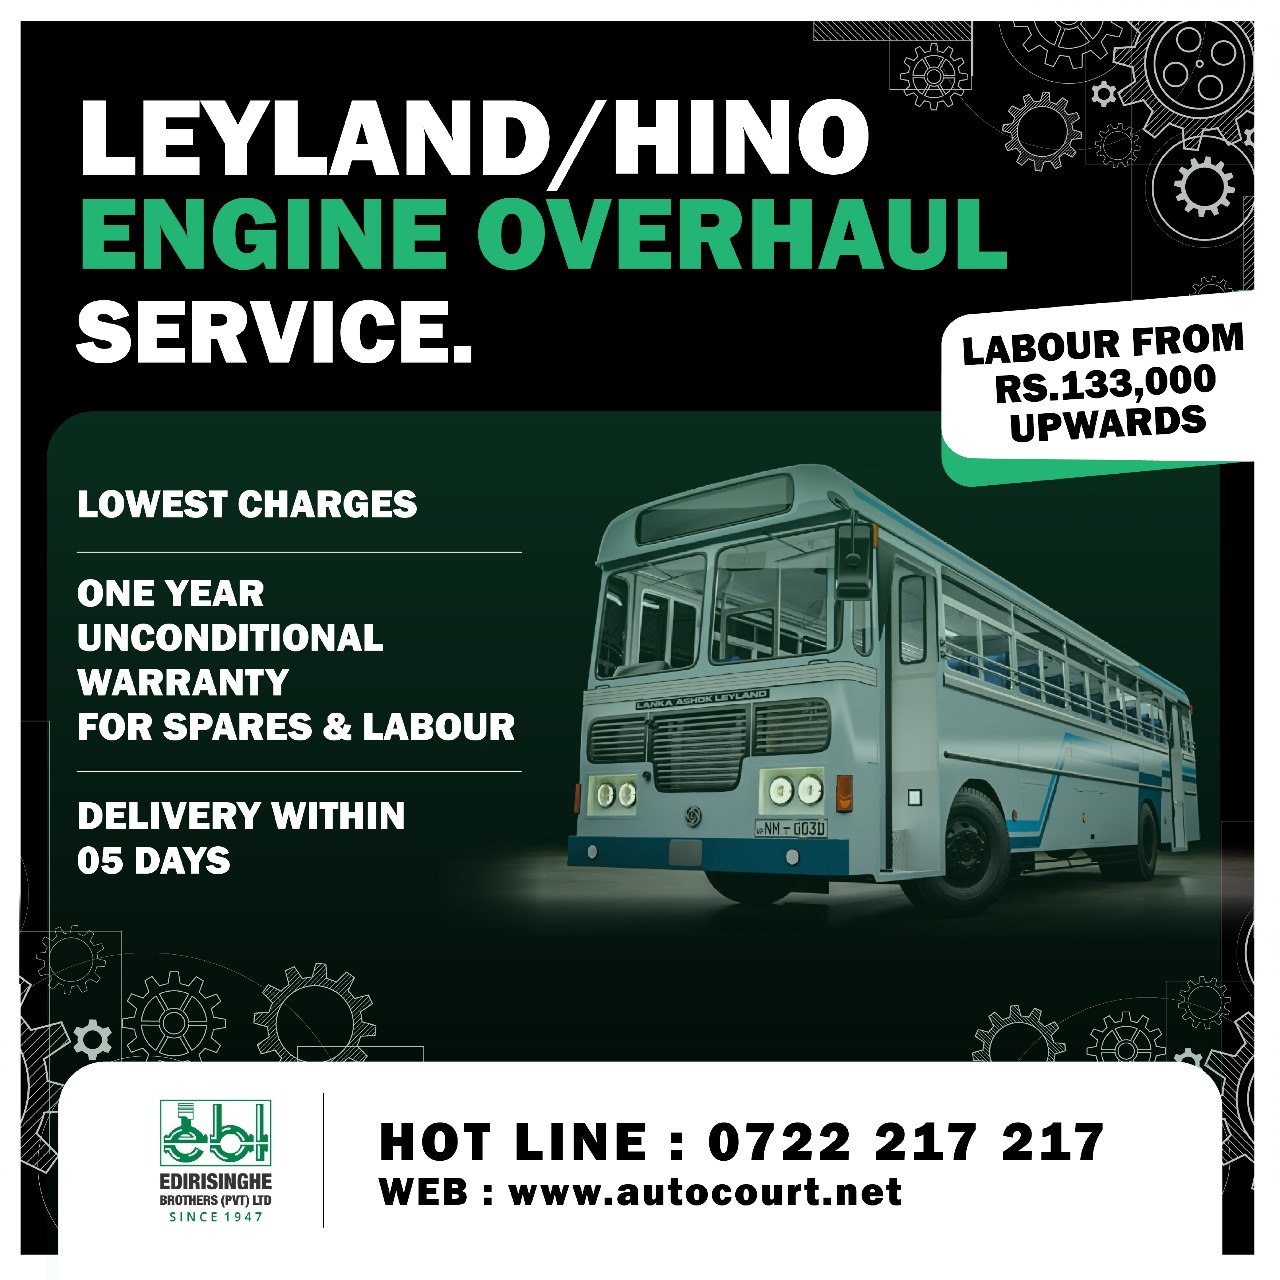 LEYLAND/HINO
ENGINE OVERHAUL
SERVICE.
LABOUR FROM
RS.133,000
UPWARDS
LOWEST CHARGES
ONE YEAR
UNCONDITIONAL
WARRANTY
FOR SPARES & LABOUR
DELIVERY WITHIN
05 DAYS
LANKA ASHOK LEYLAND
NM - 0030
ebl
EDIRISINGHE
BROTHERS (PVT) LTD
SINCE 1947
HOT LINE : 0722 217 217
WEB : www.autocourt.net